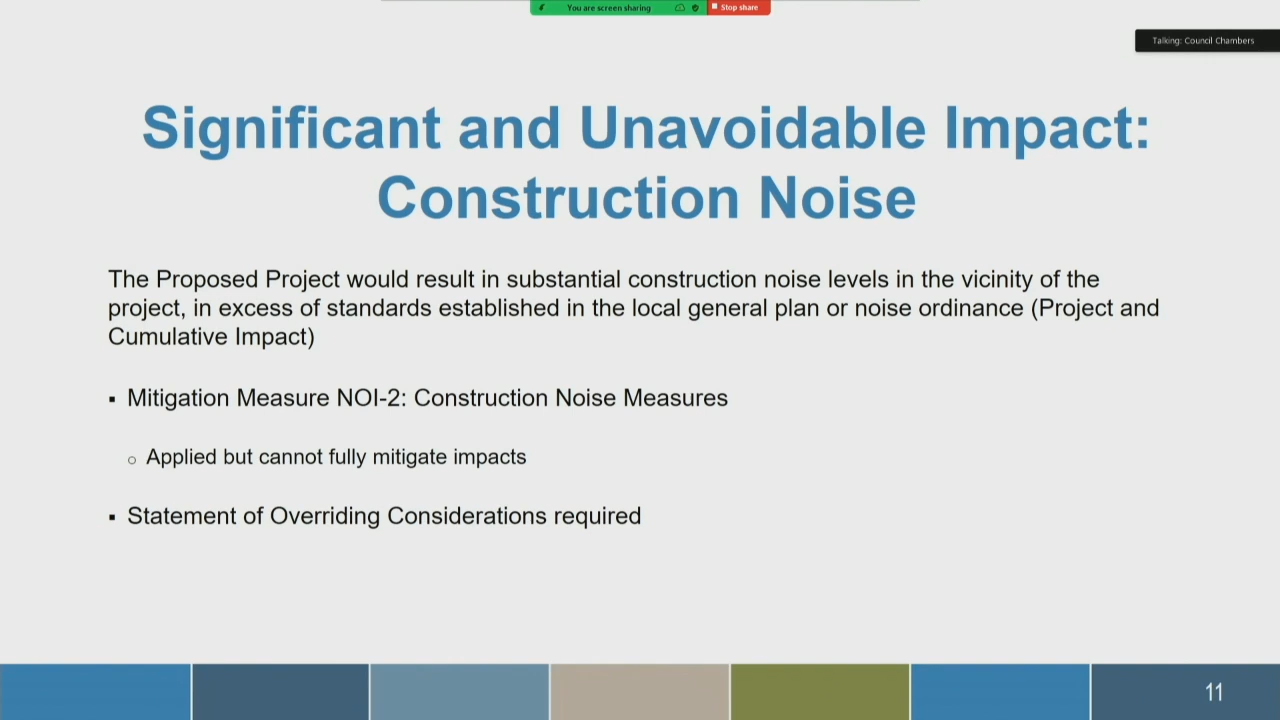 You are screen sharing
Stop share
Talking: Council Chambers
Significant and Unavoidable Impact:
Construction Noise
The Proposed Project would result in substantial construction noise levels in the vicinity of the
project, in excess of standards established in the local general plan or noise ordinance (Project and
Cumulative Impact)
▪ Mitigation Measure NOI-2: Construction Noise Measures
○ Applied but cannot fully mitigate impacts
▪ Statement of Overriding Considerations required
11